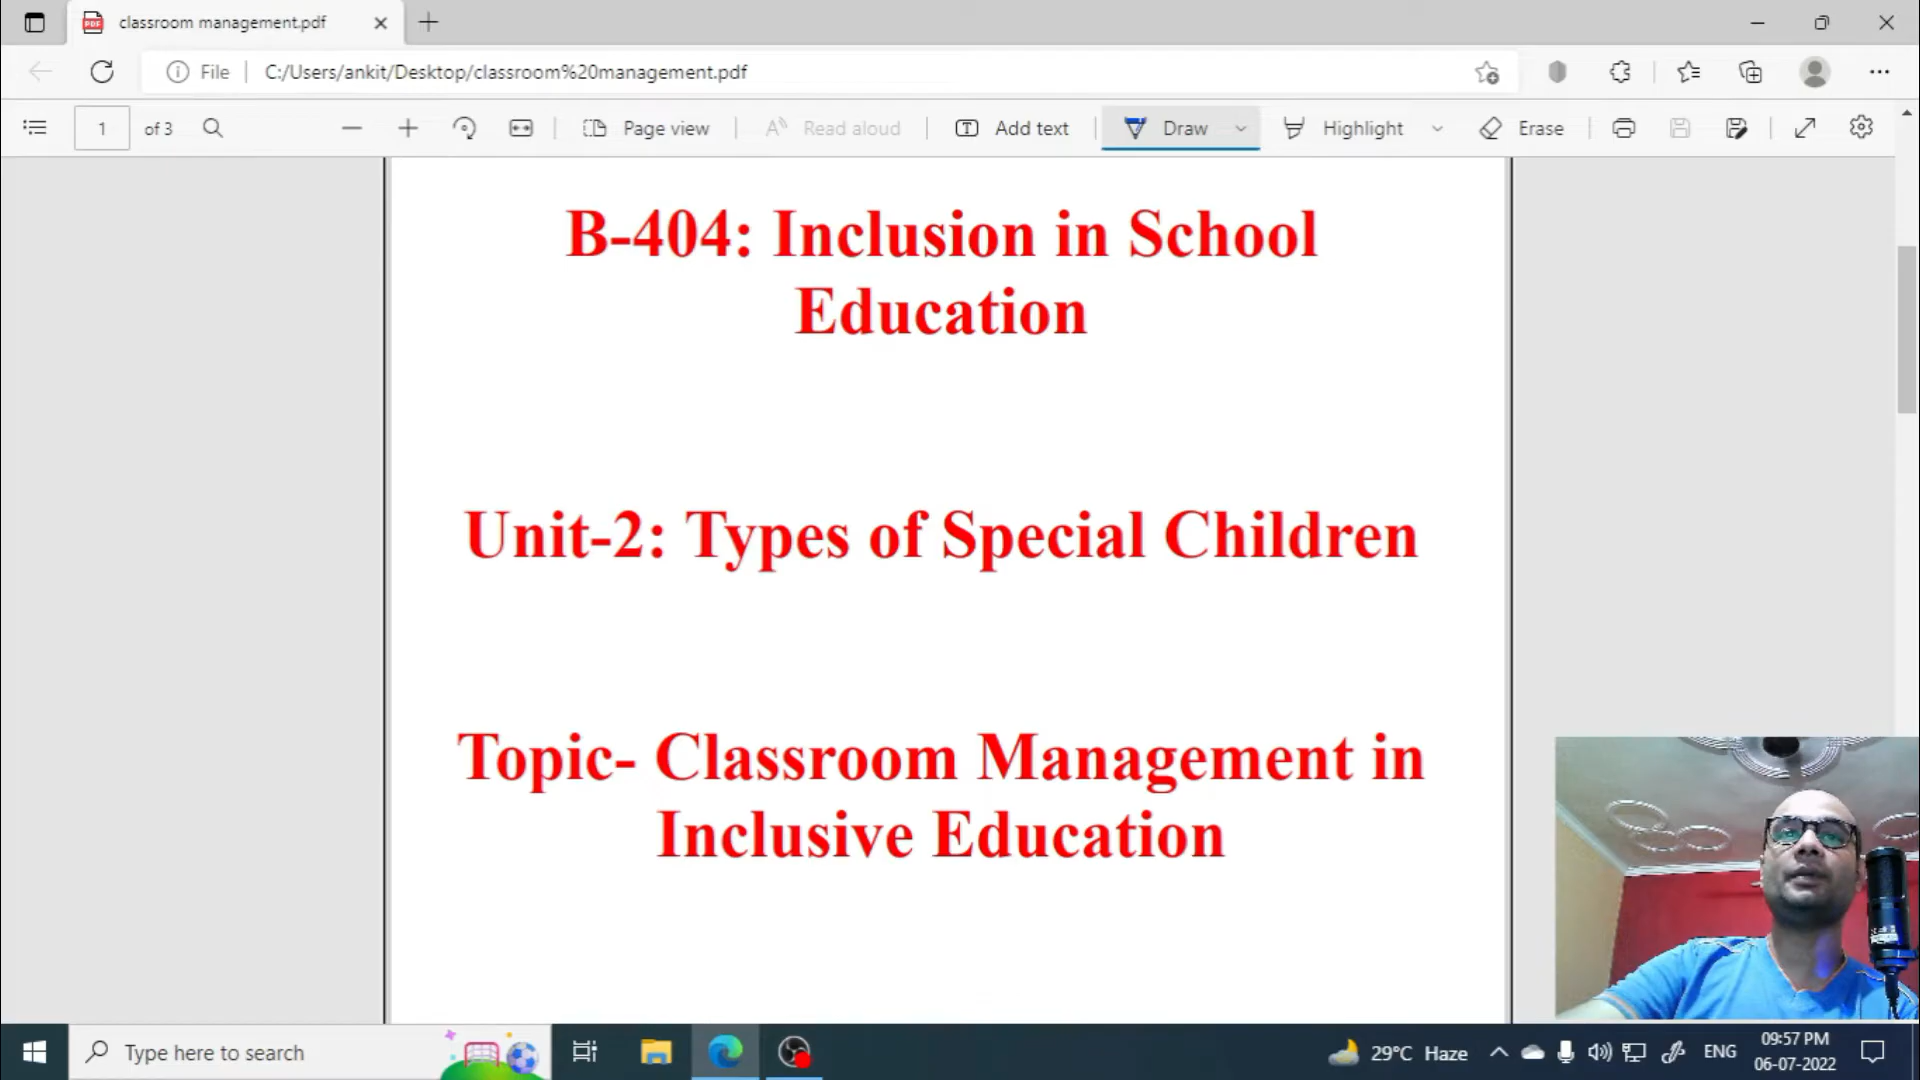 classroom management.pdf
File
C:/Users/ankit/Desktop/classroom%20management.pdf
1 of 3
Page view
Read aloud
Add text
Draw
Highlight
Erase
B-404: Inclusion in School
Education
Unit-2: Types of Special Children
Topic- Classroom Management in
Inclusive Education
Type here to search
29°C Haze
ENG
09:57 PM
06-07-2022